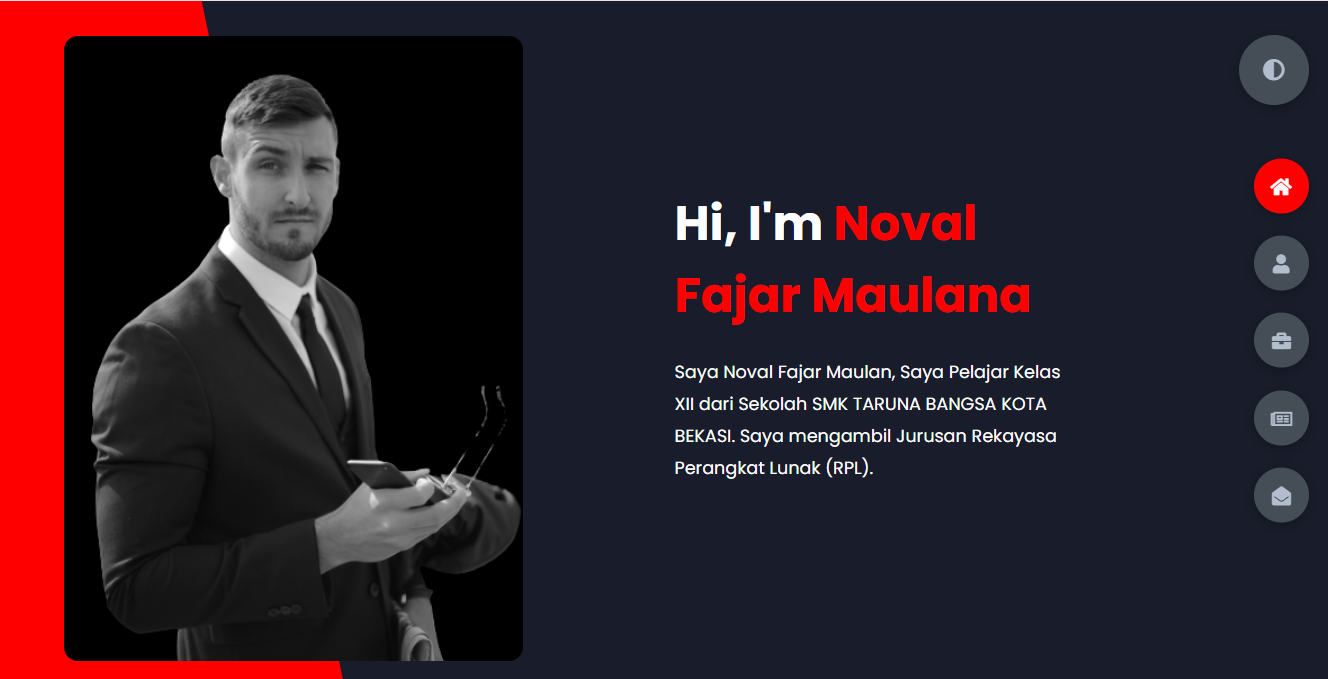 Hi, I'm Noval
Fajar Maulana
Saya Noval Fajar Maulan, Saya Pelajar Kelas
XII dari Sekolah SMK TARUNA BANGSA KOTA
BEKASI. Saya mengambil Jurusan Rekayasa
Perangkat Lunak (RPL).